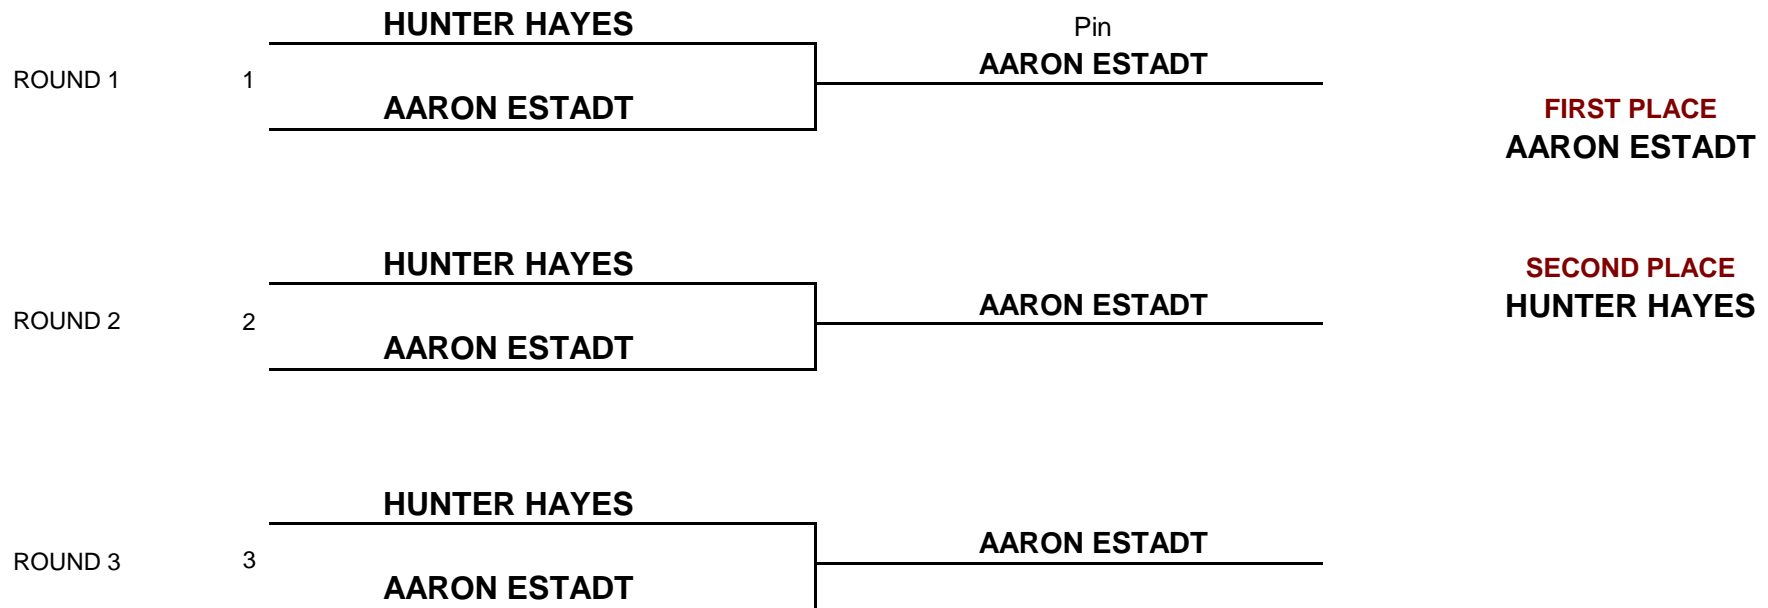 HUNTER HAYES
Pin
ROUND 1
1
AARON ESTADT
AARON ESTADT
FIRST PLACE
AARON ESTADT
HUNTER HAYES
SECOND PLACE
ROUND 2
2
AARON ESTADT
HUNTER HAYES
AARON ESTADT
HUNTER HAYES
ROUND 3
3
AARON ESTADT
AARON ESTADT